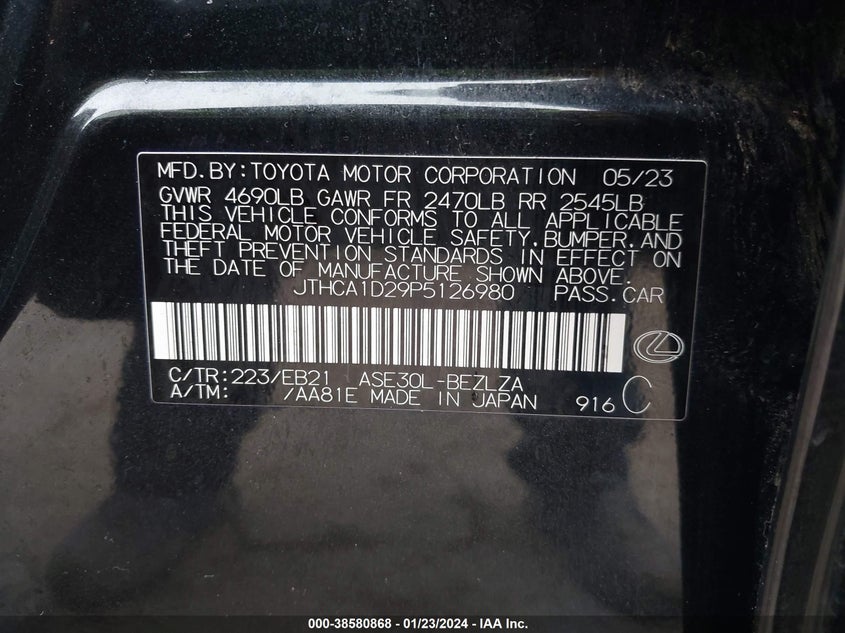 MFD.BY:TOYOTA MOTOR CORPORATION 05/23
GVWR 4690LB GAWR FR 2470LB RR 2545LB
THIS VEHICLE CONFORMS TO ALL APPLICABLE
FEDERAL MOTOR VEHICLE SAFETY,BUMPER,AND
THEFT PREVENTION STANDARDS IN EFFECT ON
THE DATE OF MANUFACTURE SHOWN ABOVE.
JTHCA1D29P5126980 PASS.CAR
C/TR:223/EB21 ASE30L-BEZLZA
A/TM: /AA81E MADE IN JAPAN 916 C
000-38580868 - 01/23/2024 - IAA Inc.